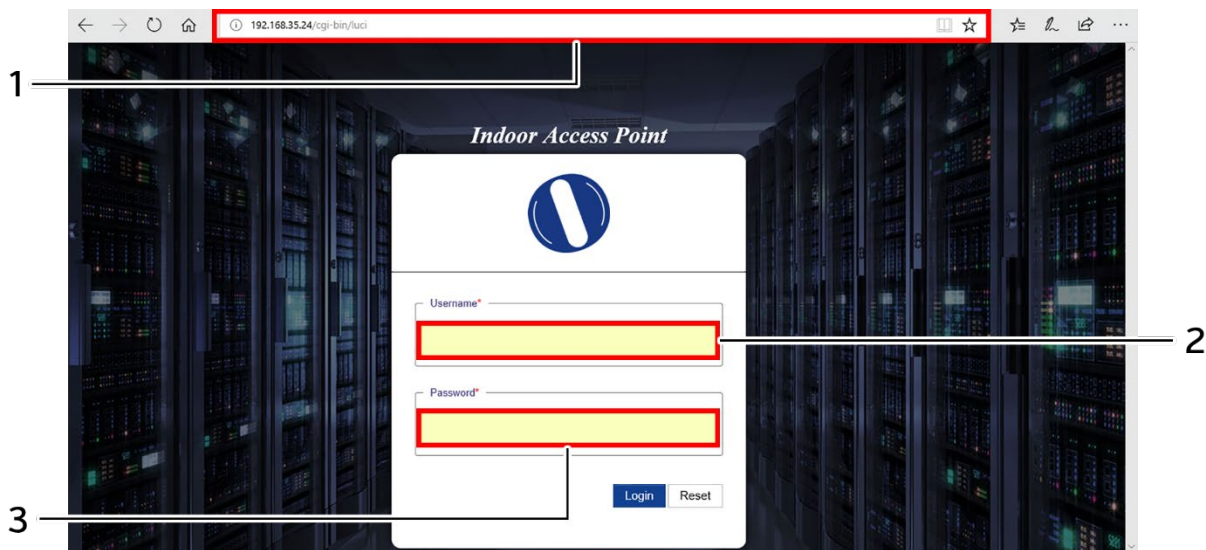 192.168.35.24/cgi-bin/luci
1
Indoor Access Point
Username*
2
Password*
Login Reset
3